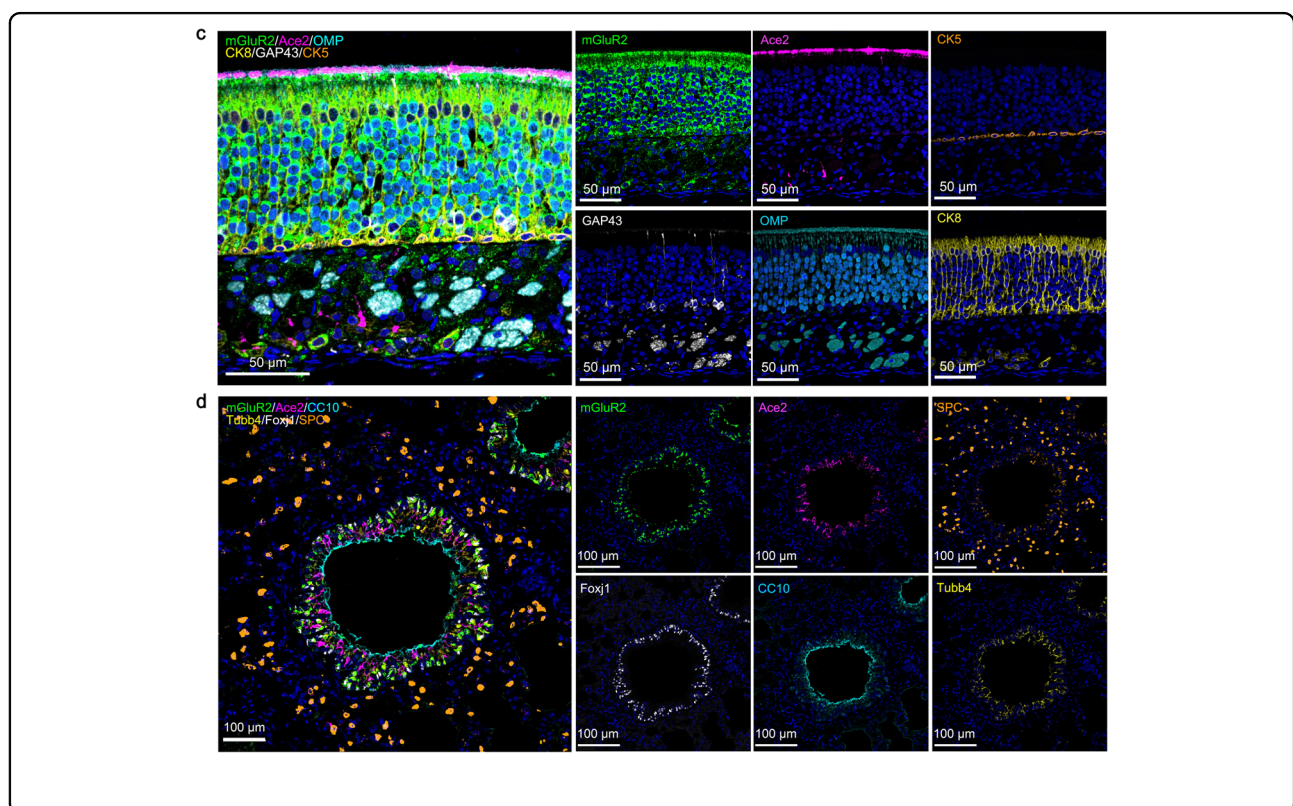 c
mGluR2/Ace2/OMP
CK8/GAP43/CK5
50 µm
mGluR2
50 µm
Ace2
50 µm
CK5
50 µm
GAP43
50 µm
OMP
50 µm
CK8
50 µm
d
mGluR2/Ace2/CC10
Tubb4/Foxj1/SPC
100 µm
mGluR2
100 µm
Ace2
100 µm
SPC
100 µm
Foxj1
100 µm
CC10
100 µm
Tubb4
100 µm